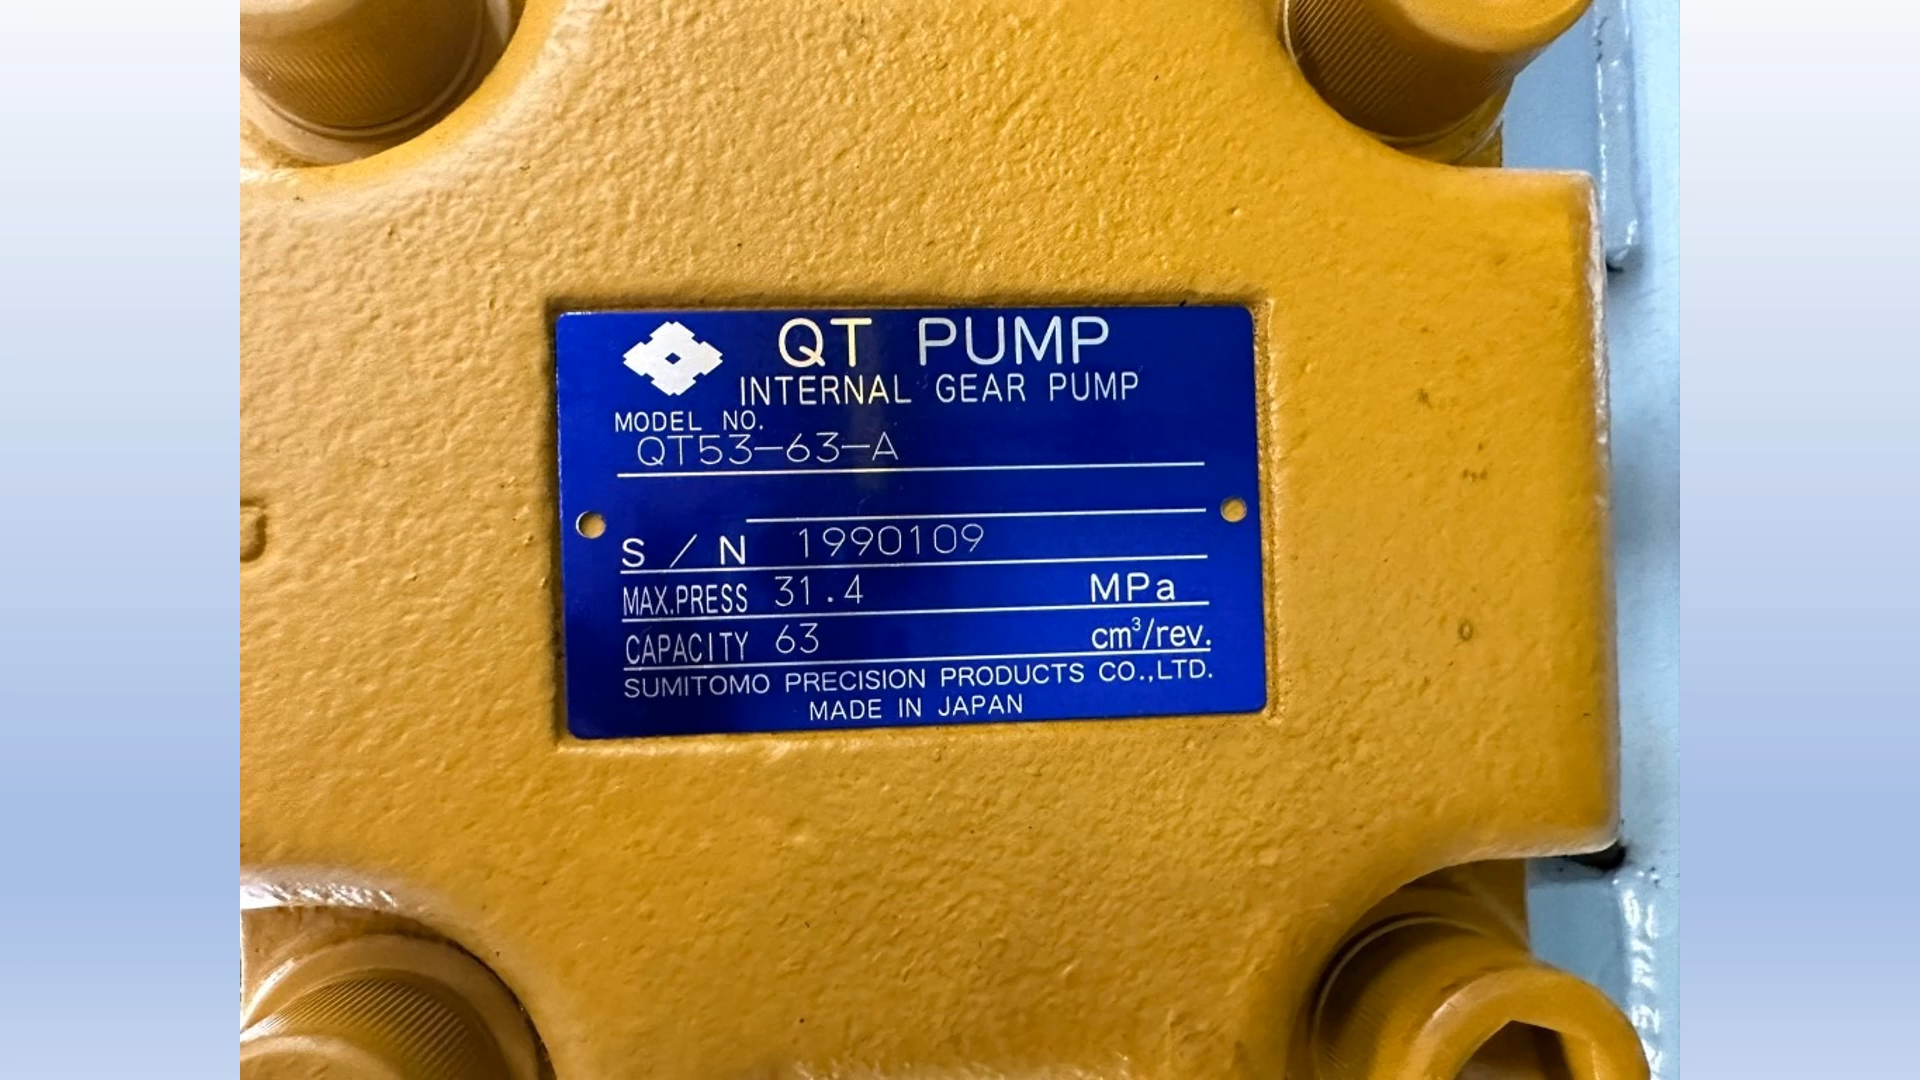 QT PUMP
INTERNAL GEAR PUMP
MODEL NO.
QT53-63-A
S/N 1990109
MAX.PRESS 31.4 MPa
CAPACITY 63 cm³/rev.
SUMITOMO PRECISION PRODUCTS CO.,LTD.
MADE IN JAPAN